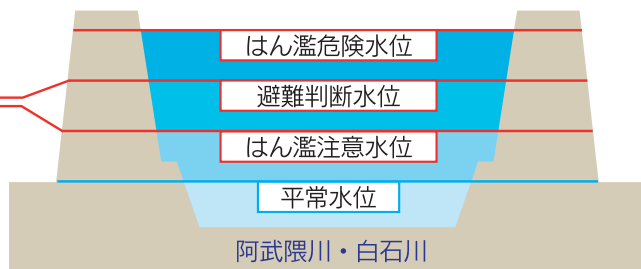 はん濫危険水位
避難判断水位
はん濫注意水位
平常水位
阿武隈川・白石川